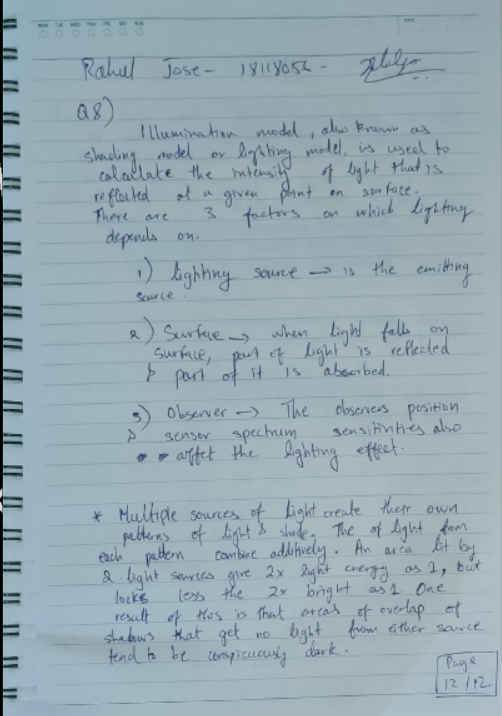 MON TUE WED THU FRI SAT SUN
DATE
Rahul Jose - 18118056 -
Q8)
Illumination model, also known as
shading model or lighting model, is used to
calculate the intensity of light that is
reflected at a given point on surface.
There are 3 factors on which lighting
depends on.
1) lighting source → is the emitting
source.
2) Surface → when light falls on
surface, part of light is reflected
& part of it is absorbed.
3) Observer → The observers position
& sensor spectrum sensitivities also
affet the lighting effect.
* Multiple sources of light create their own
patterns of light & shade. The of light from
each pattern combine additively. An area lit by
2 light sources give 2x light energy as 1, but
looks less the 2x bright as 1. One
result of this is that areas of overlap of
shadows that get no light from either source
tend to be conspicuously dark.
Page
12/12